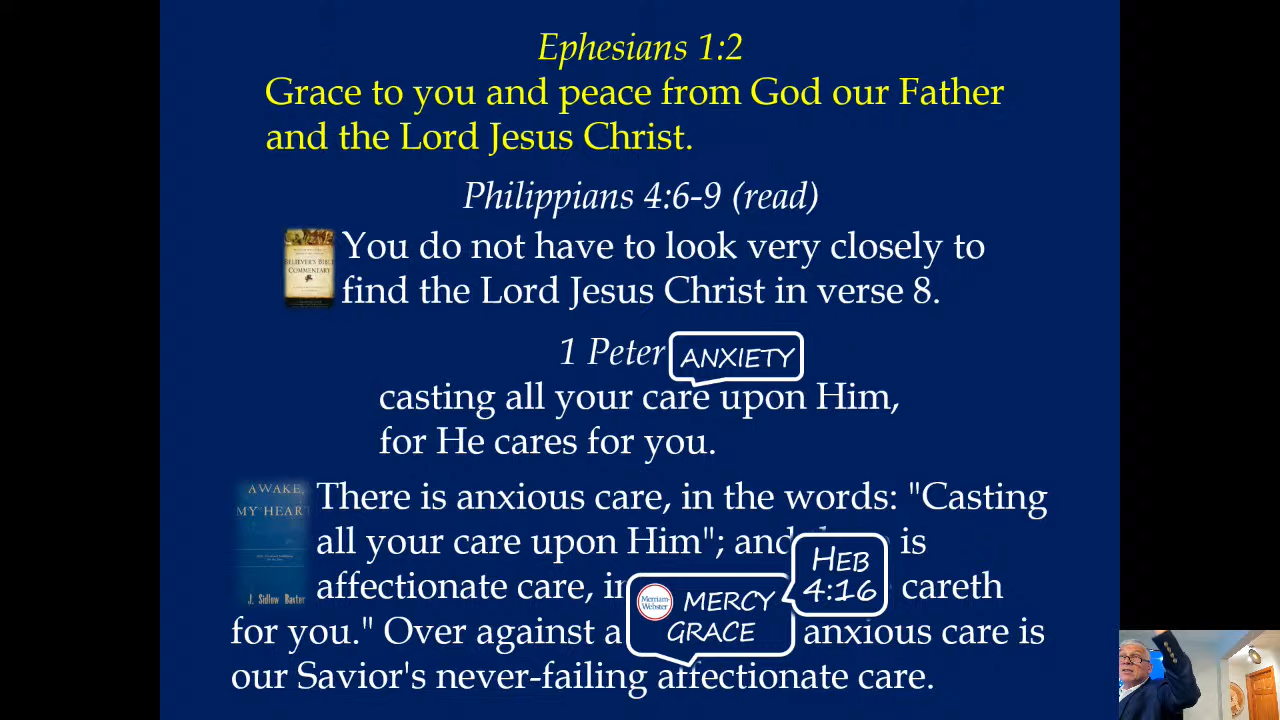 Ephesians 1:2
Grace to you and peace from God our Father
and the Lord Jesus Christ.
Philippians 4:6-9 (read)
BELIEVER'S BIBLE
COMMENTARY
You do not have to look very closely to
find the Lord Jesus Christ in verse 8.
1 Peter
ANXIETY
casting all your care upon Him,
for He cares for you.
AWAKE,
MY HEART
J. Sidlow Baxter
There is anxious care, in the words: "Casting
all your care upon Him"; and is
affectionate care, in careth
HEB
4:16
Merriam-
Webster
MERCY
GRACE
for you." Over against a anxious care is
our Savior's never-failing affectionate care.